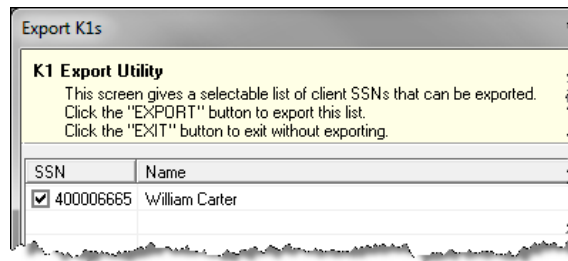 Export K1s
K1 Export Utility
This screen gives a selectable list of client SSNs that can be exported.
Click the "EXPORT" button to export this list.
Click the "EXIT" button to exit without exporting.
SSN Name
400006665 William Carter